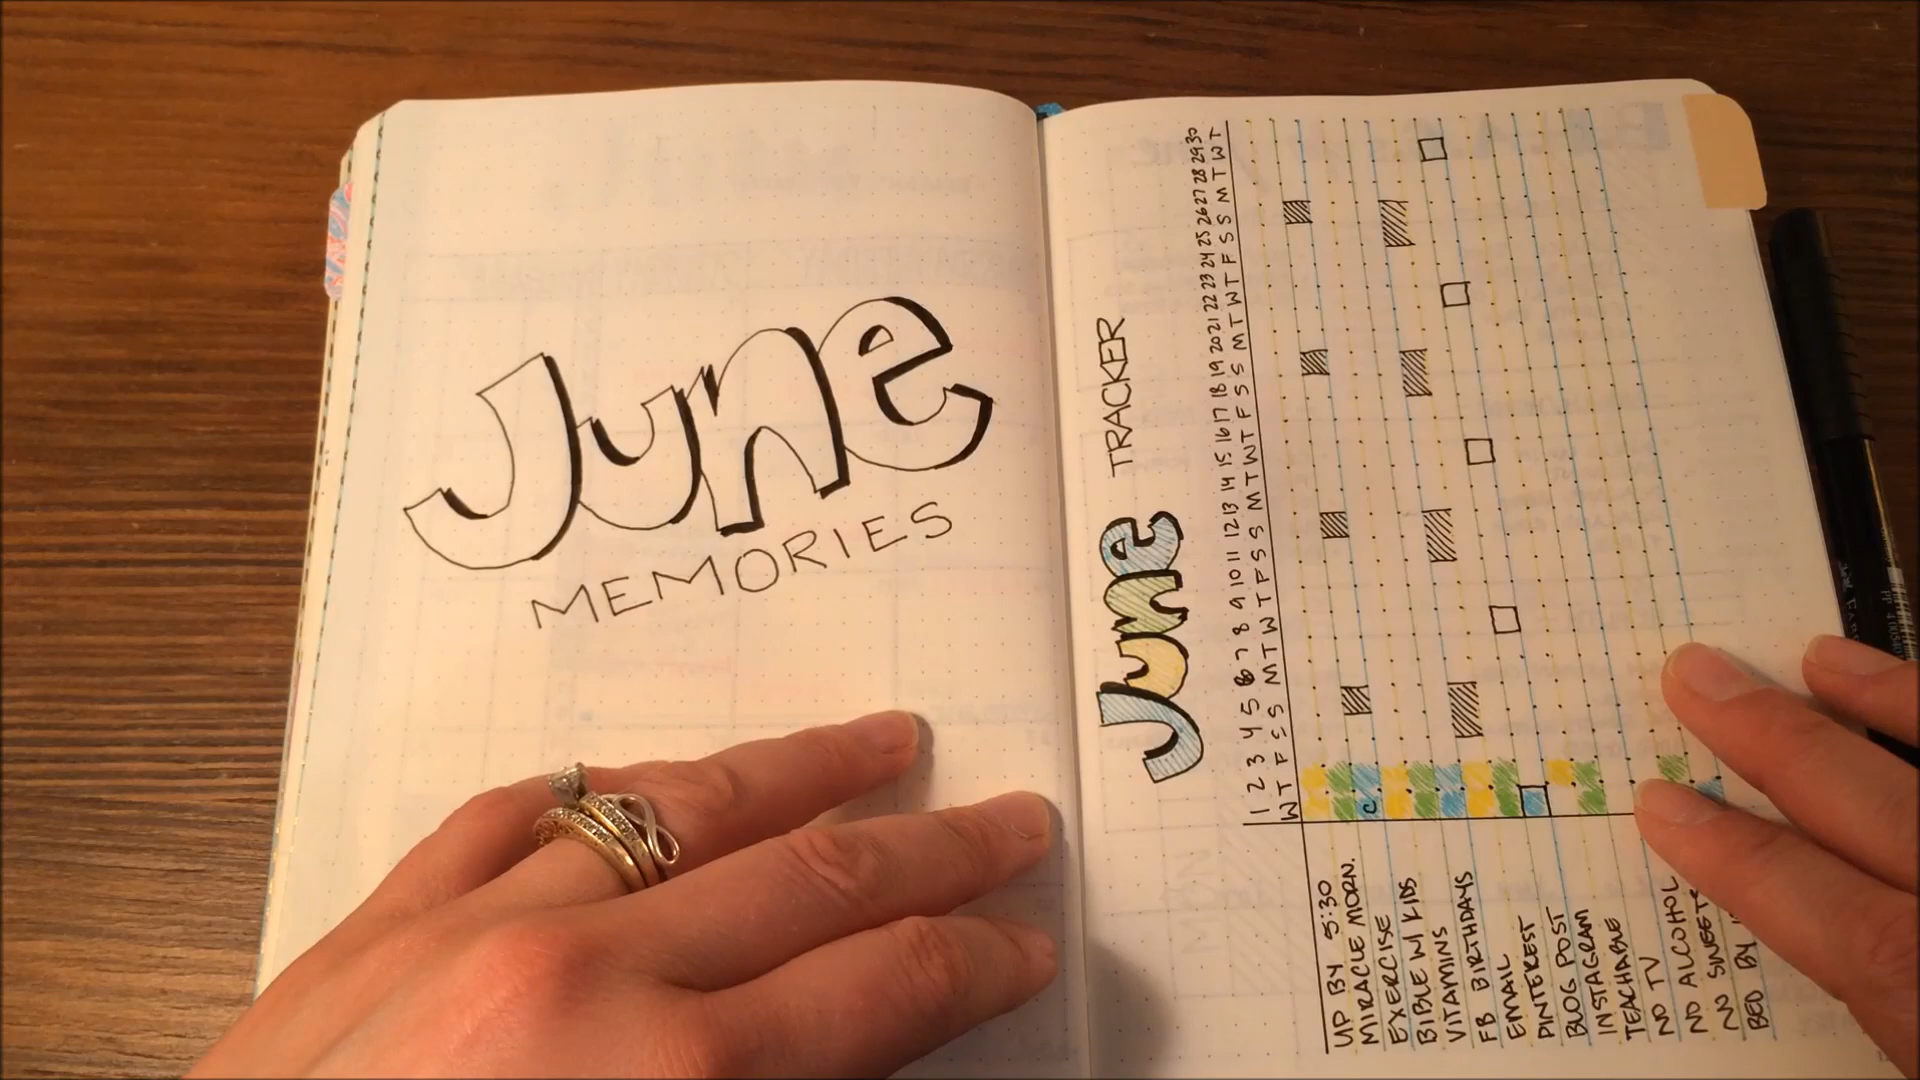 June
MEMORIES
June TRACKER
1 2 3 4 5 6 7 8 9 10 11 12 13 14 15 16 17 18 19 20 21 22 23 24 25 26 27 28 29 30
W T F S S M T W T F S S M T W T F S S M T W T F S S M T W T
UP BY 5:30
MIRACLE MORN.
C
EXERCISE
BIBLE W/ KIDS
VITAMINS
FB BIRTHDAYS
EMAIL
PINTEREST
BLOG POST
INSTAGRAM
TEACHABLE
NO TV
NO ALCOHOL
NO SWEETS
BED BY